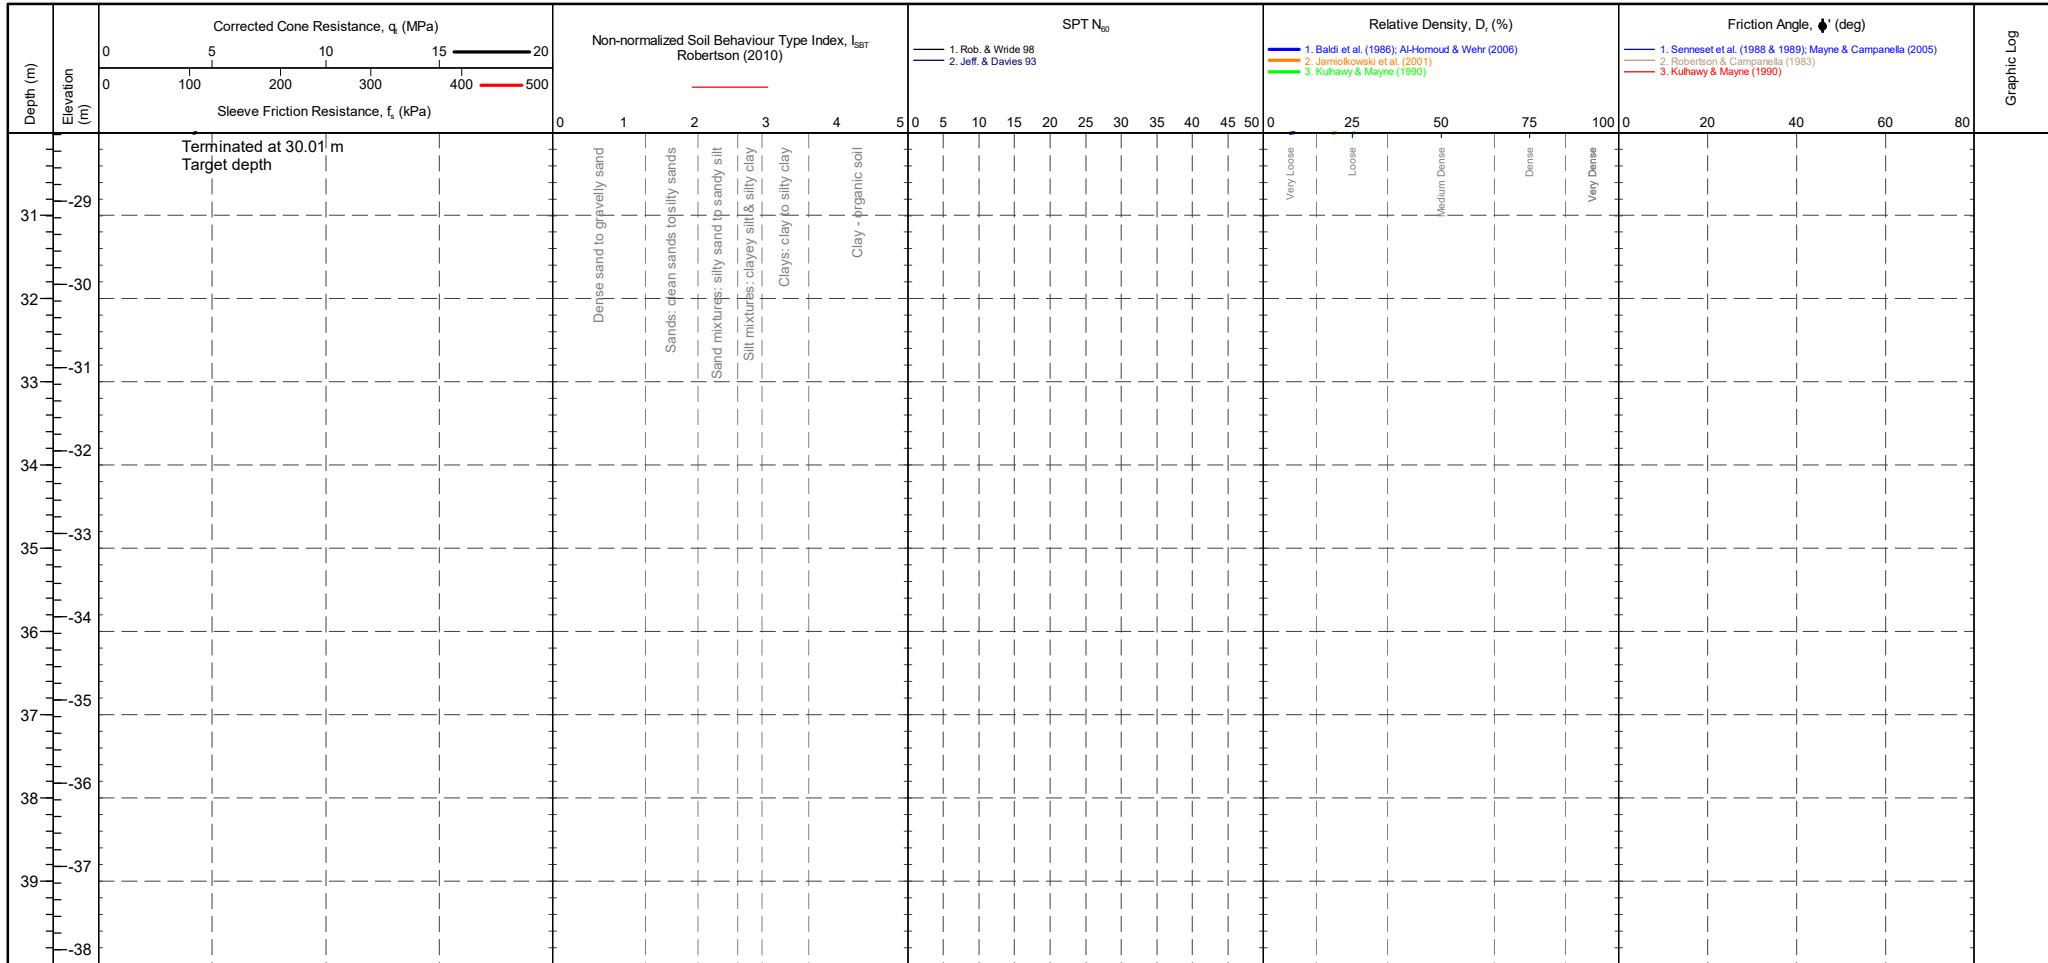 Depth (m)
Elevation
(m)
Corrected Cone Resistance, qt (MPa)
0 5 10 15 20
0 100 200 300 400 500
Sleeve Friction Resistance, fs (kPa)
Non-normalized Soil Behaviour Type Index, ISBT
Robertson (2010)
0 1 2 3 4 5
SPT N60
1. Rob. & Wride 98
2. Jeff. & Davies 93
0 5 10 15 20 25 30 35 40 45 50
Relative Density, Dr (%)
1. Baldi et al. (1986); Al-Homoud & Wehr (2006)
2. Jamiolkowski et al. (2001)
3. Kulhawy & Mayne (1990)
0 25 50 75 100
Friction Angle, ϕ' (deg)
1. Senneset et al. (1988 & 1989); Mayne & Campanella (2005)
2. Robertson & Campanella (1983)
3. Kulhawy & Mayne (1990)
0 20 40 60 80
Graphic Log
Terminated at 30.01 m
Target depth
Dense sand to gravelly sand
Sands: clean sands to silty sands
Sand mixtures: silty sand to sandy silt
Silt mixtures: clayey silt & silty clay
Clays: clay to silty clay
Clay - organic soil
Very Loose
Loose
Medium Dense
Dense
Very Dense
-29
31
-30
32
-31
33
-32
34
-33
35
-34
36
-35
37
-36
38
-37
39
-38